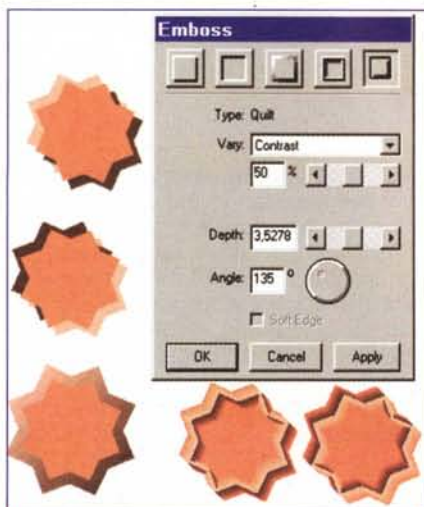 Emboss
Type: Quilt
Vary: Contrast
50 %
Depth: 3,5278
Angle: 135 °
Soft Edge
OK Cancel Apply